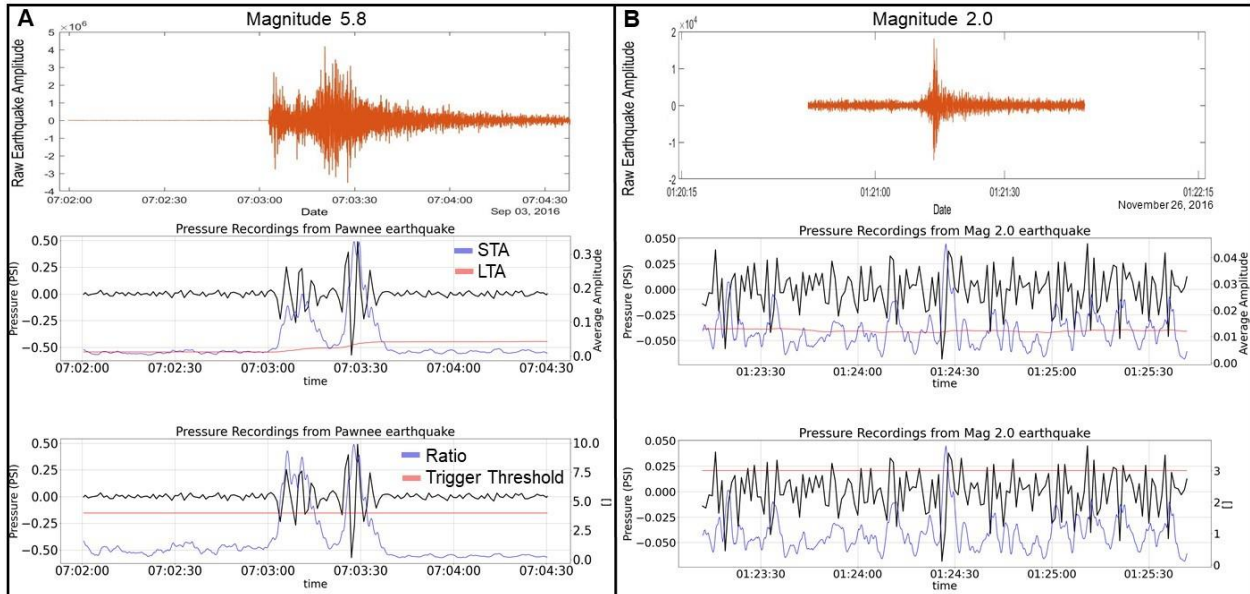 A
Magnitude 5.8
×10⁶
Raw Earthquake Amplitude
5
4
3
2
1
0
-1
-2
-3
-4
07:02:00 07:02:30 07:03:00 07:03:30 07:04:00 07:04:30
Date
Sep 03, 2016
Pressure Recordings from Pawnee earthquake
Pressure (PSI)
0.50
0.25
0.00
−0.25
−0.50
STA
LTA
0.3
0.2
0.1
0.0
Average Amplitude
07:02:00 07:02:30 07:03:00 07:03:30 07:04:00 07:04:30
time
Pressure Recordings from Pawnee earthquake
Pressure (PSI)
0.50
0.25
0.00
−0.25
−0.50
Ratio
Trigger Threshold
10.0
7.5
5.0
2.5
0.0
[]
07:02:00 07:02:30 07:03:00 07:03:30 07:04:00 07:04:30
time
B
Magnitude 2.0
×10⁴
Raw Earthquake Amplitude
2
1
0
-1
-2
01:20:15 01:21:00 01:21:30 01:22:15
Date
November 26, 2016
Pressure Recordings from Mag 2.0 earthquake
Pressure (PSI)
0.050
0.025
0.000
−0.025
−0.050
0.04
0.03
0.02
0.01
0.00
Average Amplitude
01:23:30 01:24:00 01:24:30 01:25:00 01:25:30
time
Pressure Recordings from Mag 2.0 earthquake
Pressure (PSI)
0.050
0.025
0.000
−0.025
−0.050
3
2
1
0
[]
01:23:30 01:24:00 01:24:30 01:25:00 01:25:30
time